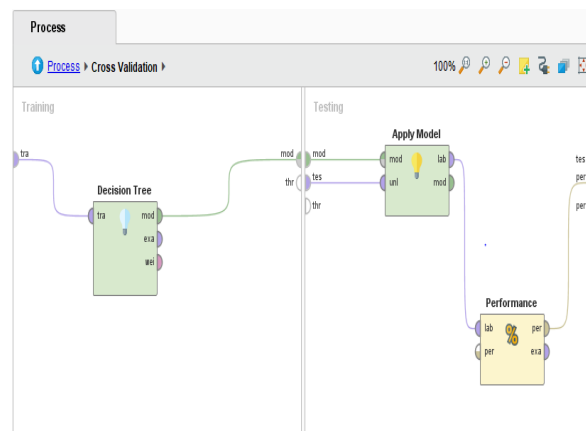 Process
Process ▸ Cross Validation ▸
100%
Training
Testing
tra
mod
thr
mod
tes
thr
Decision Tree
tra
mod
exa
wei
Apply Model
mod
lab
unl
mod
tes
per
per
Performance
lab
per
per
exa
%